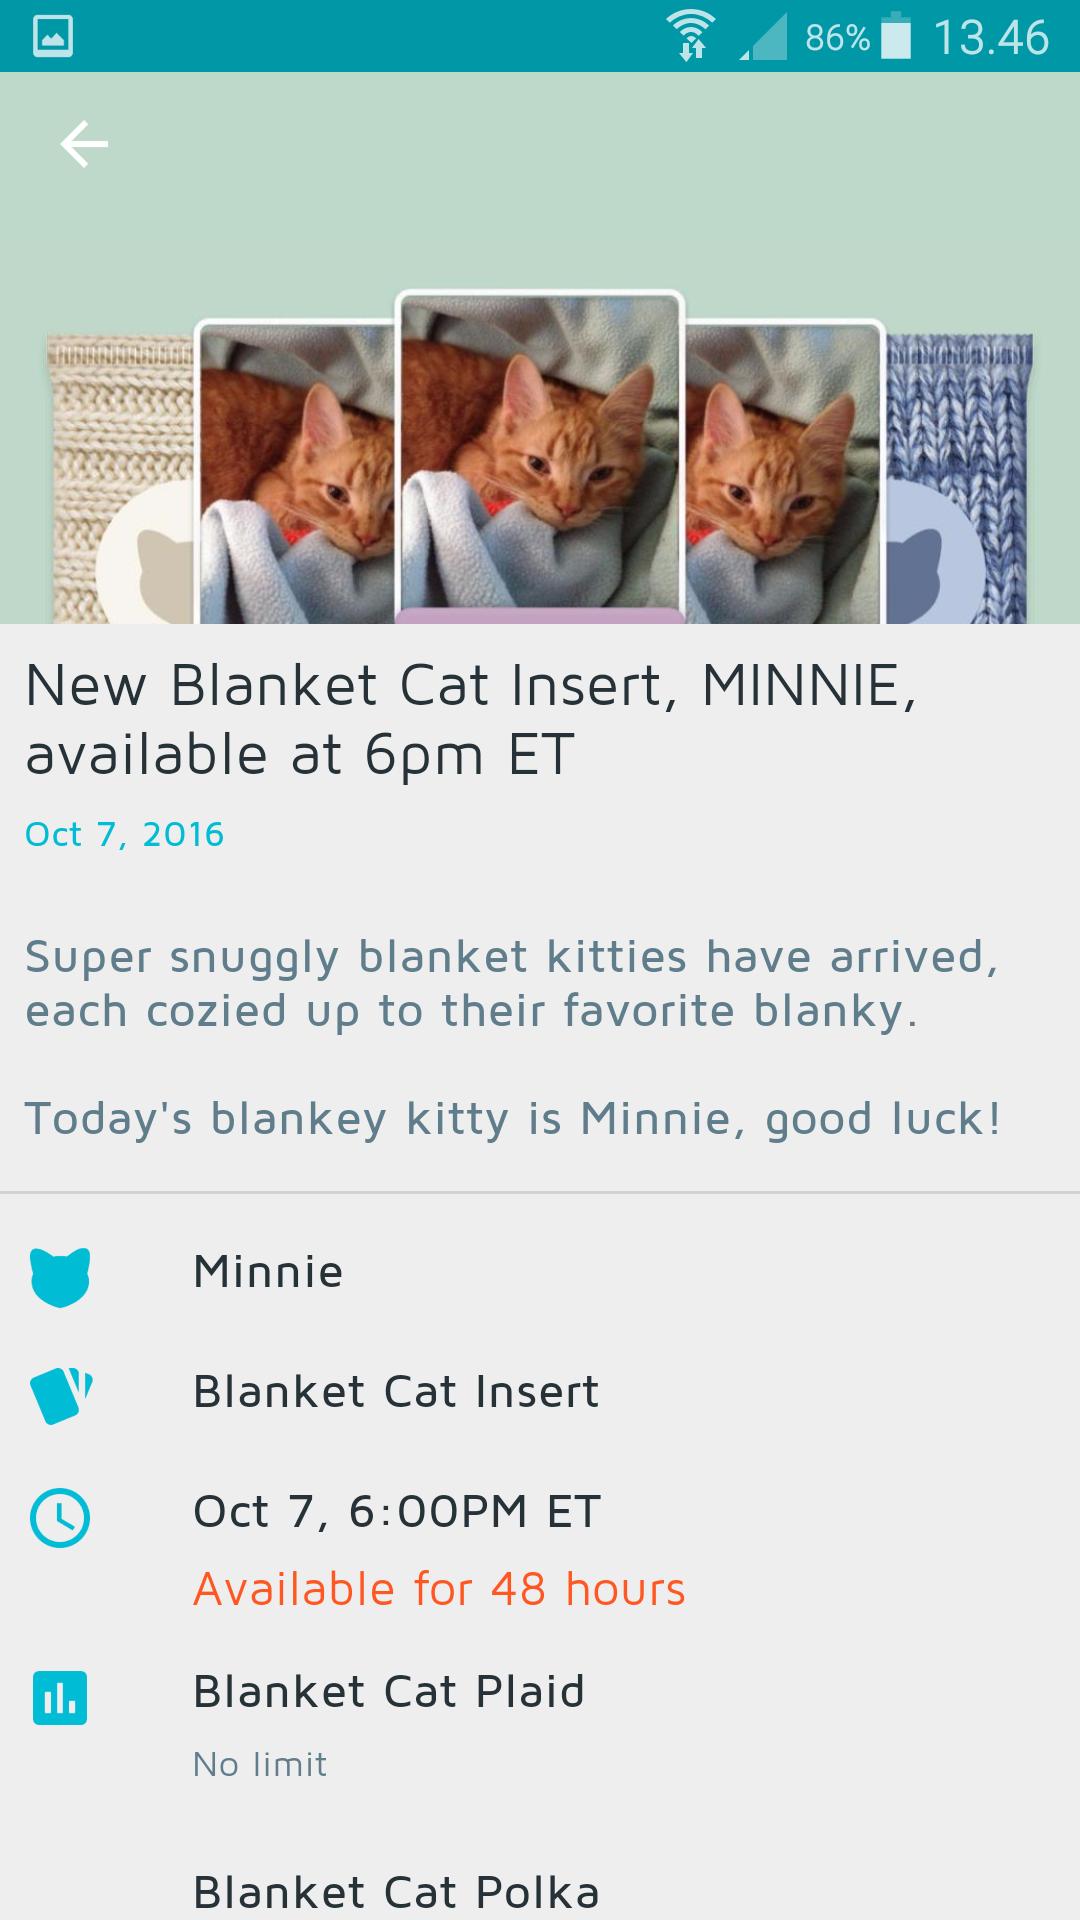 86% 13.46
New Blanket Cat Insert, MINNIE,
available at 6pm ET
Oct 7, 2016
Super snuggly blanket kitties have arrived,
each cozied up to their favorite blanky.
Today's blankey kitty is Minnie, good luck!
Minnie
Blanket Cat Insert
Oct 7, 6:00PM ET
Available for 48 hours
Blanket Cat Plaid
No limit
Blanket Cat Polka